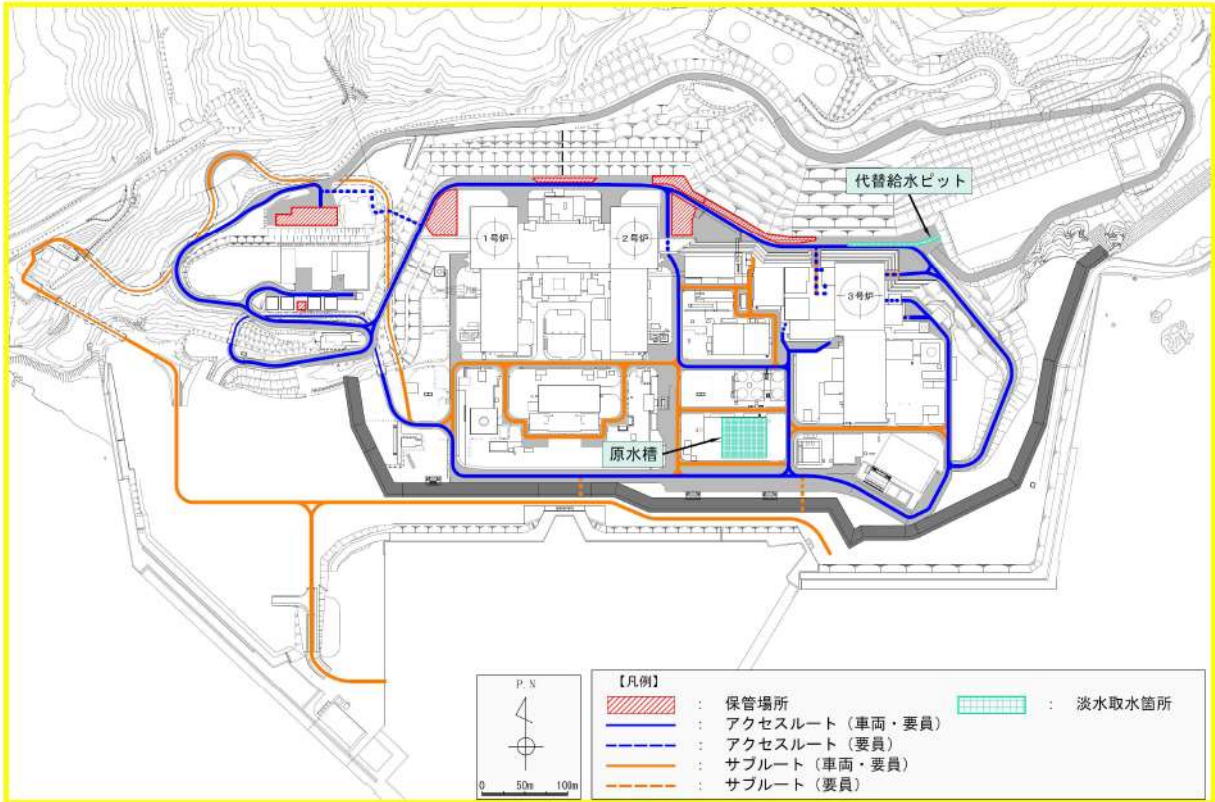 代替給水ピット
1号炉
2号炉
3号炉
原水槽
P.N
0 50m 100m
【凡例】
： 保管場所
： 淡水取水箇所
： アクセスルート（車両・要員）
： アクセスルート（要員）
： サブルート（車両・要員）
： サブルート（要員）